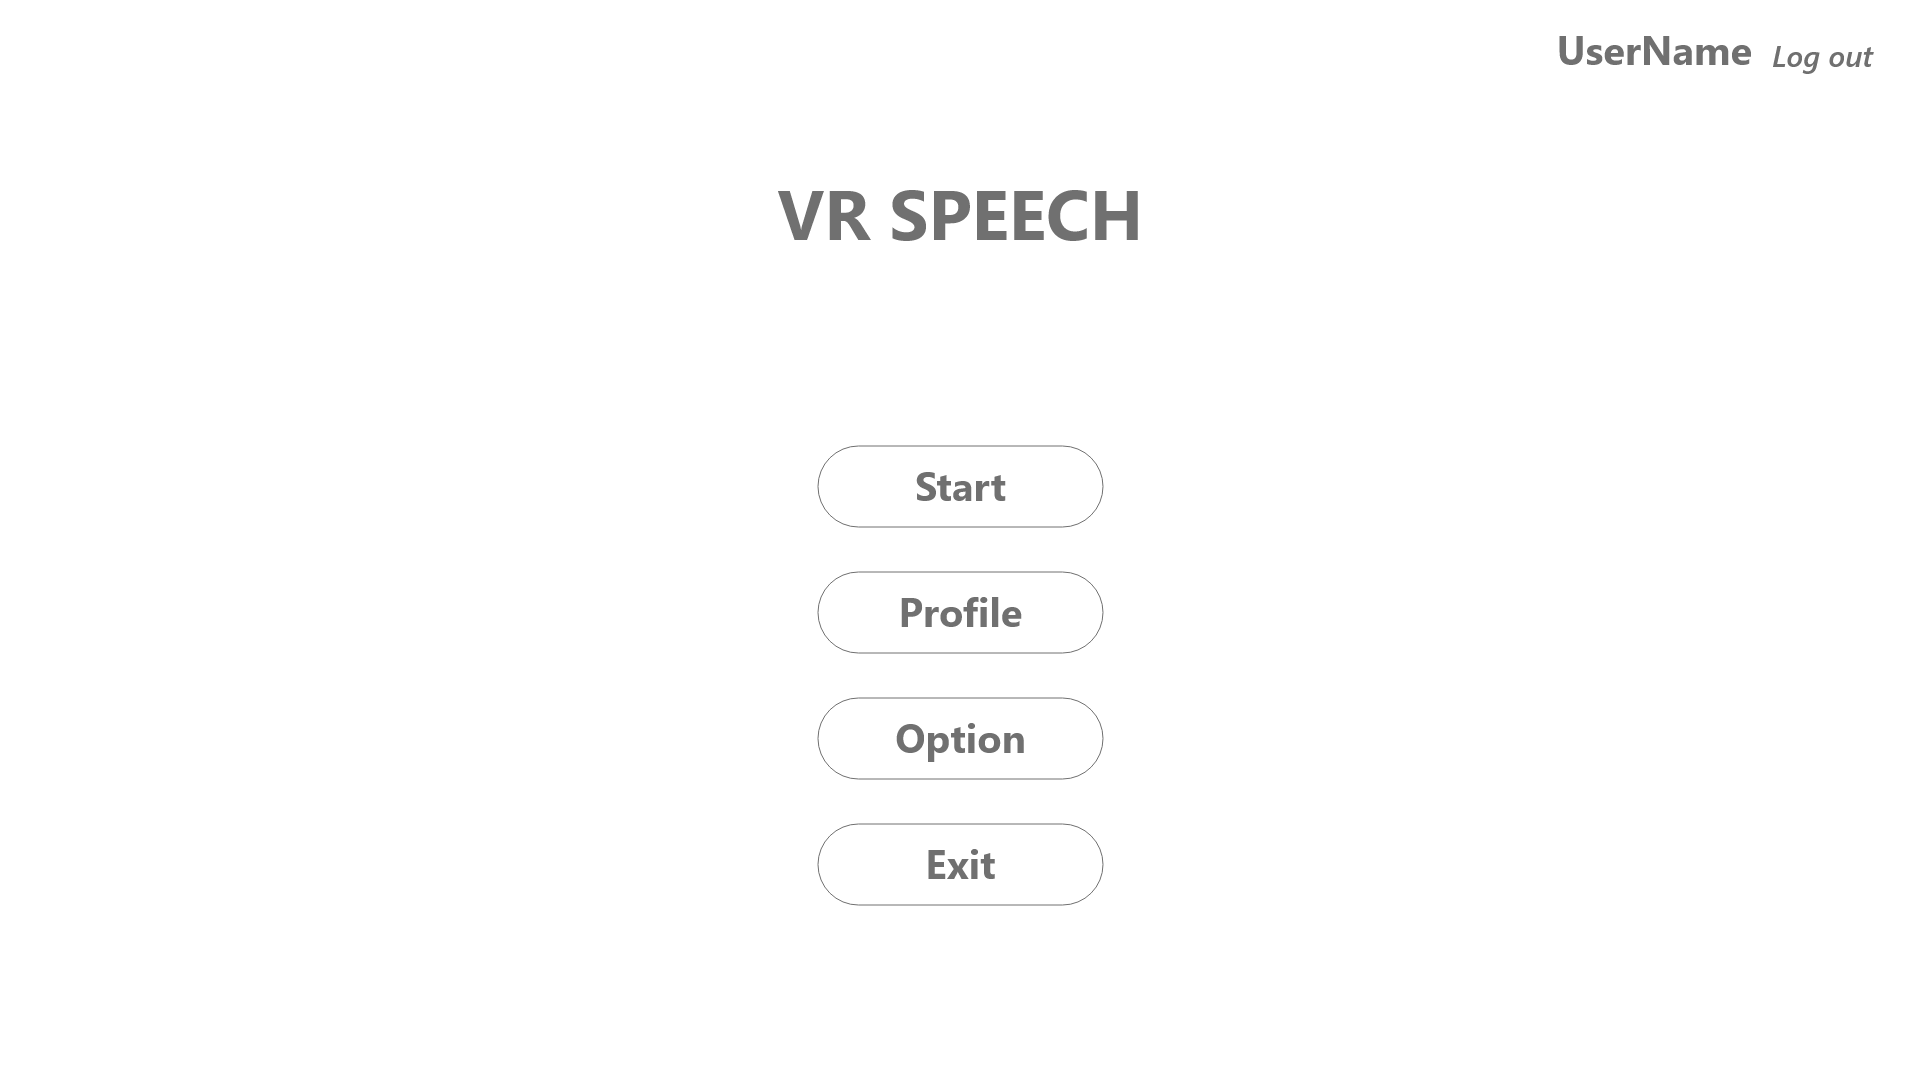 UserName Log out
VR SPEECH
Start
Profile
Option
Exit